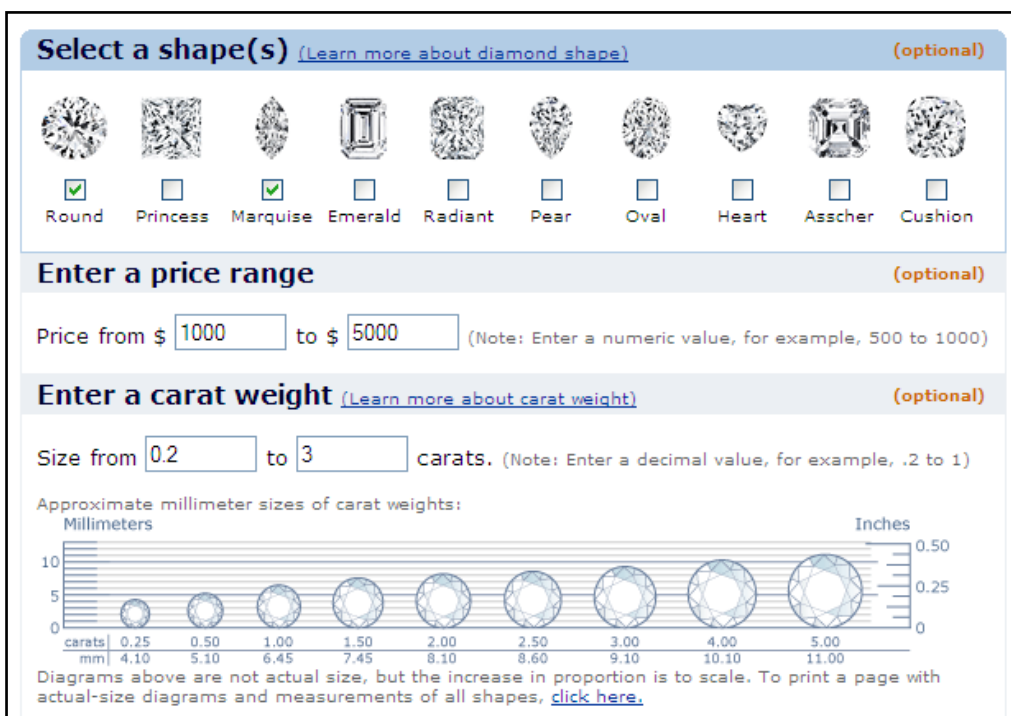 Select a shape(s) (Learn more about diamond shape) (optional)
Round Princess Marquise Emerald Radiant Pear Oval Heart Asscher Cushion
Enter a price range (optional)
Price from $ 1000 to $ 5000 (Note: Enter a numeric value, for example, 500 to 1000)
Enter a carat weight (Learn more about carat weight) (optional)
Size from 0.2 to 3 carats. (Note: Enter a decimal value, for example, .2 to 1)
Approximate millimeter sizes of carat weights:
Millimeters Inches
10 5 0
0.50 0.25 0
carats 0.25 0.50 1.00 1.50 2.00 2.50 3.00 4.00 5.00
mm 4.10 5.10 6.45 7.45 8.10 8.60 9.10 10.10 11.00
Diagrams above are not actual size, but the increase in proportion is to scale. To print a page with
actual-size diagrams and measurements of all shapes, click here.